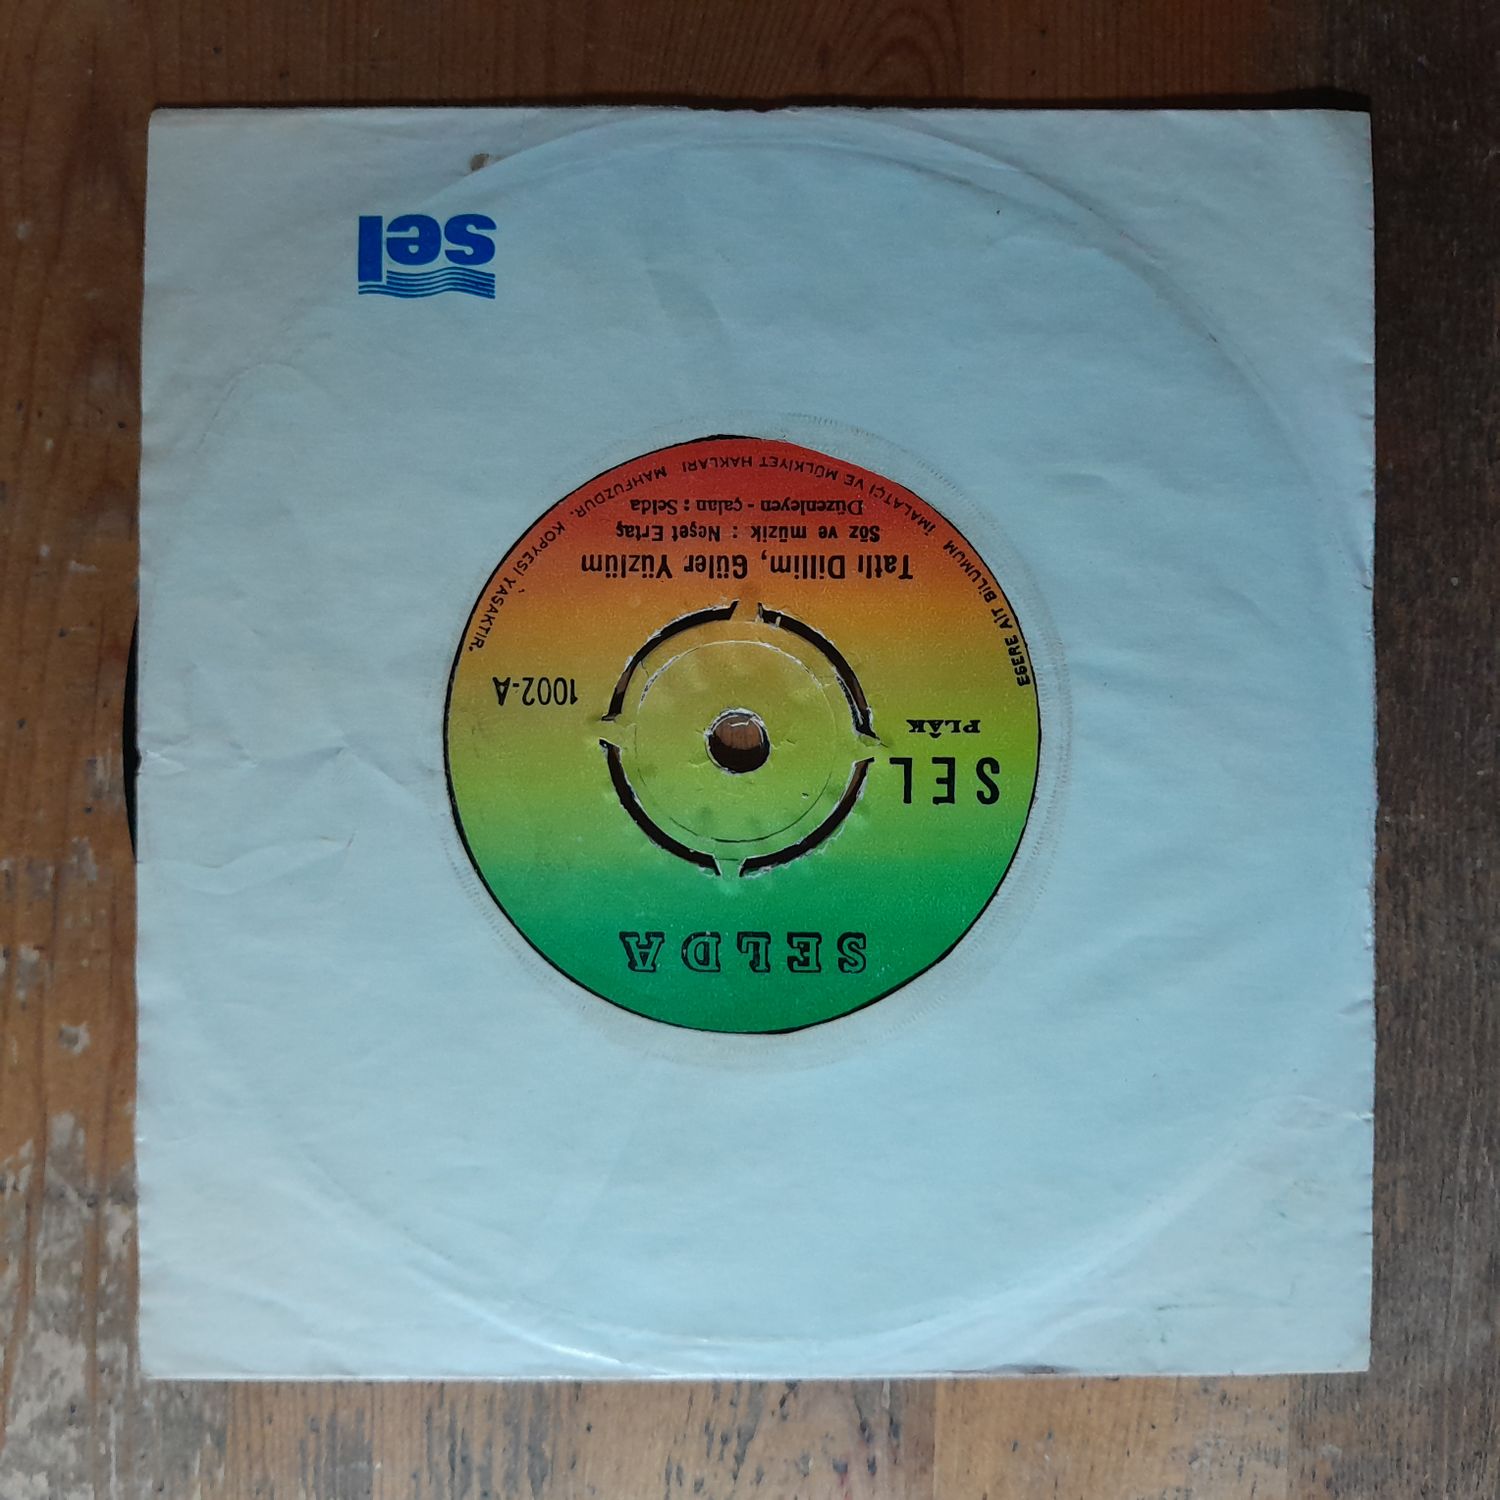 SELDA
SEL
PLÂK
1002-A
Tatlı Dillim, Güler Yüzlüm
Söz ve müzik : Neşet Ertaş
Düzenleyen - çalan : Selda
ESERE AİT BİLUMUM İMALATÇI VE MÜLKİYET HAKLARI MAHFUZDUR. KOPYESİ YASAKTIR.
sel